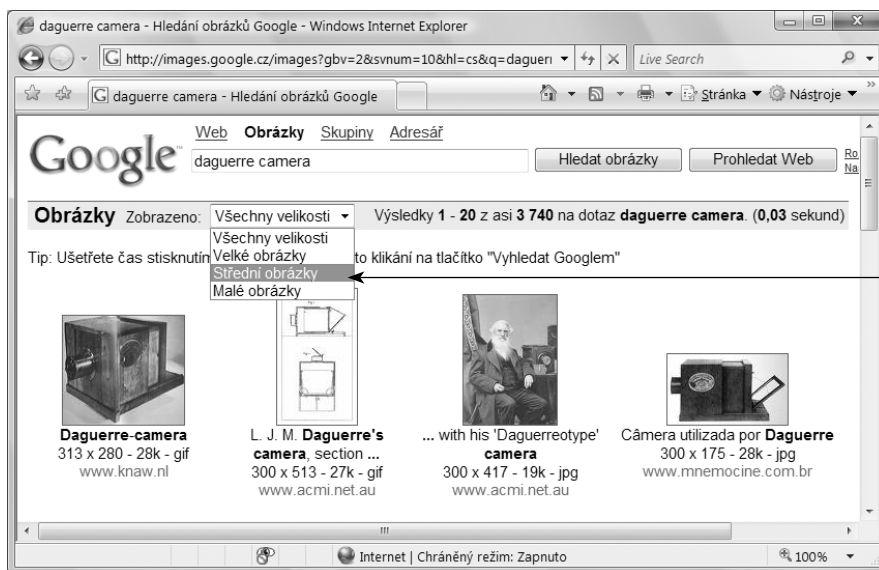 daguerre camera - Hledání obrázků Google - Windows Internet Explorer
G http://images.google.cz/images?gbv=2&svnum=10&hl=cs&q=daguerr
Live Search
G daguerre camera - Hledání obrázků Google
Stránka
Nástroje
Web Obrázky Skupiny Adresář
Google™
daguerre camera
Hledat obrázky
Prohledat Web
Ro
Na
Obrázky Zobrazeno: Všechny velikosti Výsledky 1 - 20 z asi 3 740 na dotaz daguerre camera. (0,03 sekund)
Všechny velikosti
Velké obrázky
Střední obrázky
Malé obrázky
Tip: Ušetřete čas stisknutím to klikání na tlačítko "Vyhledat Googlem"
Daguerre-camera
313 x 280 - 28k - gif
www.knaw.nl
L. J. M. Daguerre's
camera, section ...
300 x 513 - 27k - gif
www.acmi.net.au
... with his 'Daguerreotype'
camera
300 x 417 - 19k - jpg
www.acmi.net.au
Câmera utilizada por Daguerre
300 x 175 - 28k - jpg
www.mnemocine.com.br
Internet | Chráněný režim: Zapnuto
100%